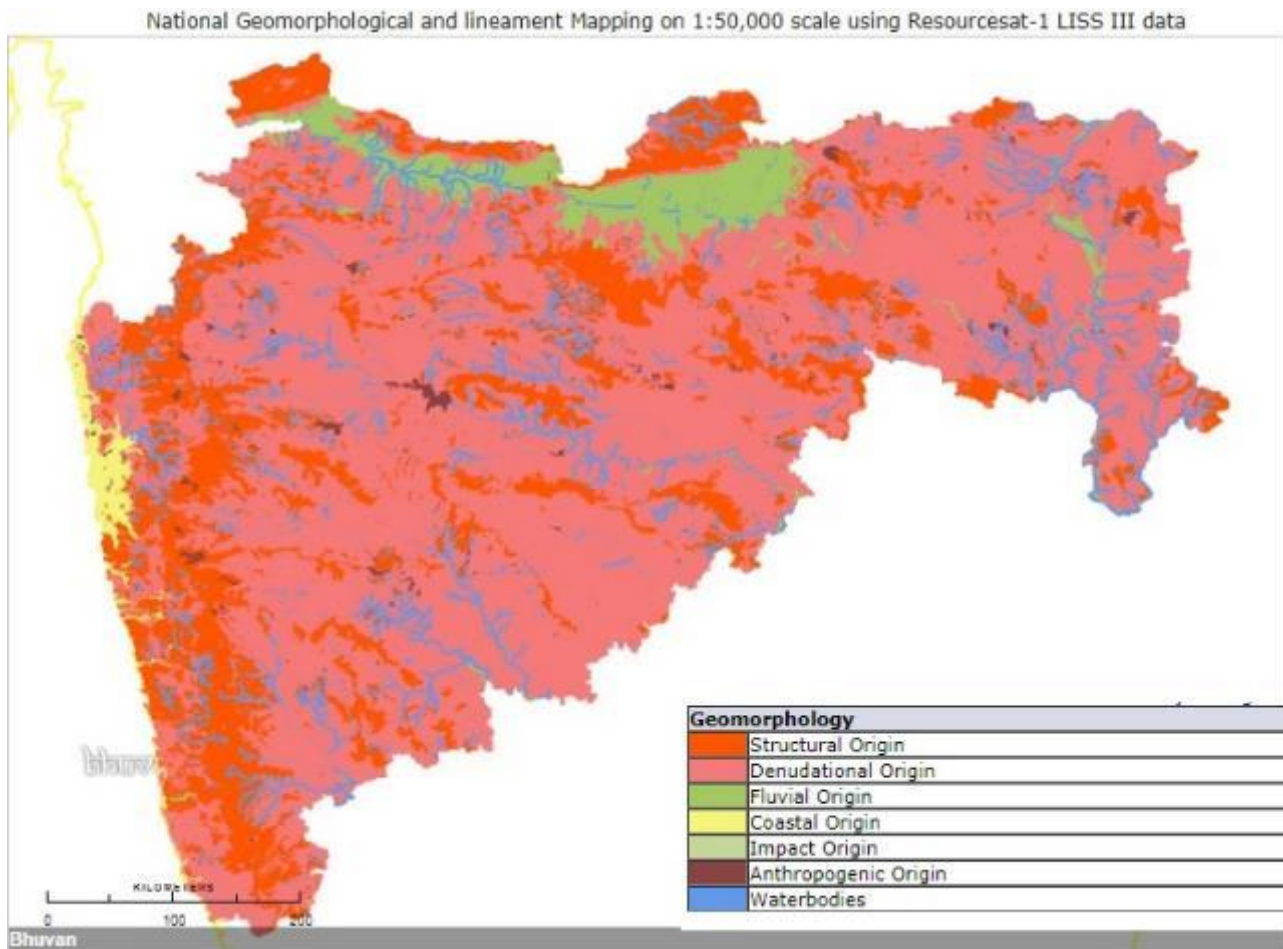 National Geomorphological and lineament Mapping on 1:50,000 scale using Resourcesat-1 LISS III data
Geomorphology
Structural Origin
Denudational Origin
Fluvial Origin
Coastal Origin
Impact Origin
Anthropogenic Origin
Waterbodies
KILOMETERS
0 100 200
Bhuvan